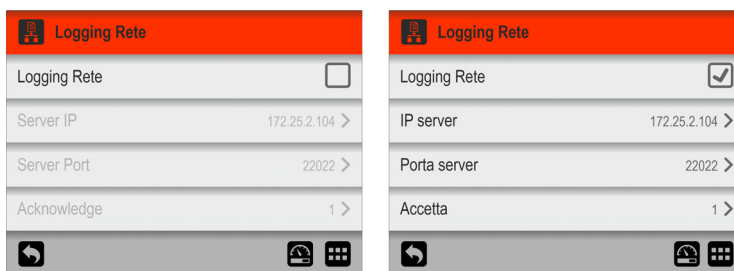 Logging Rete
Logging Rete
Server IP 172.25.2.104
Server Port 22022
Acknowledge 1
Logging Rete
Logging Rete
IP server 172.25.2.104
Porta server 22022
Accetta 1